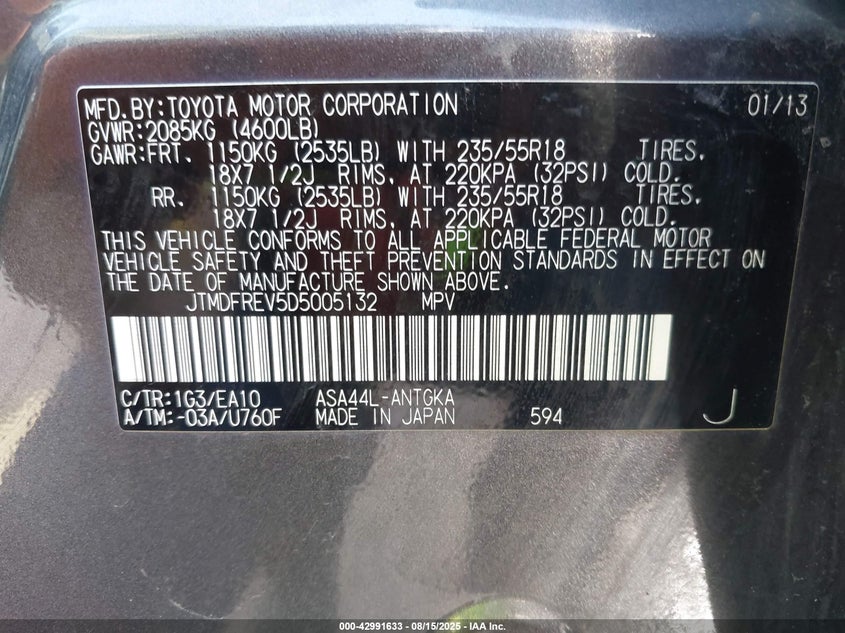 MFD.BY:TOYOTA MOTOR CORPORATION 01/13
GVWR:2085KG (4600LB)
GAWR:FRT. 1150KG (2535LB) WITH 235/55R18 TIRES,
18X7 1/2J RIMS, AT 220KPA (32PSI) COLD.
RR. 1150KG (2535LB) WITH 235/55R18 TIRES,
18X7 1/2J RIMS, AT 220KPA (32PSI) COLD.
THIS VEHICLE CONFORMS TO ALL APPLICABLE FEDERAL MOTOR
VEHICLE SAFETY AND THEFT PREVENTION STANDARDS IN EFFECT ON
THE DATE OF MANUFACTURE SHOWN ABOVE.
JTMDFREV5D5005132 MPV
C/TR:1G3/EA10 ASA44L-ANTGKA
A/TM:-03A/U760F MADE IN JAPAN 594 J
000-42991633 - 08/15/2025 - IAA Inc.